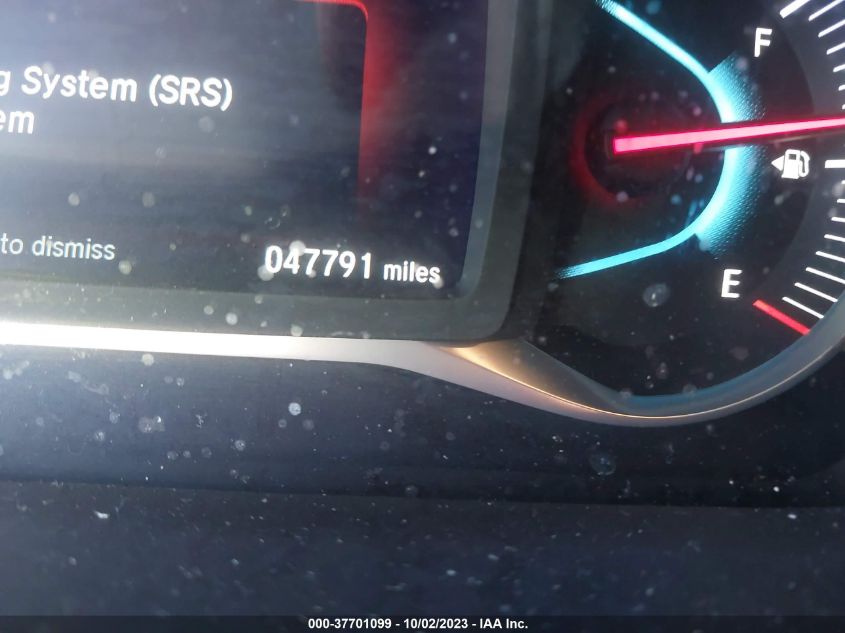 g System (SRS)
em
to dismiss
047791 miles
F
E
000-37701099 - 10/02/2023 - IAA Inc.